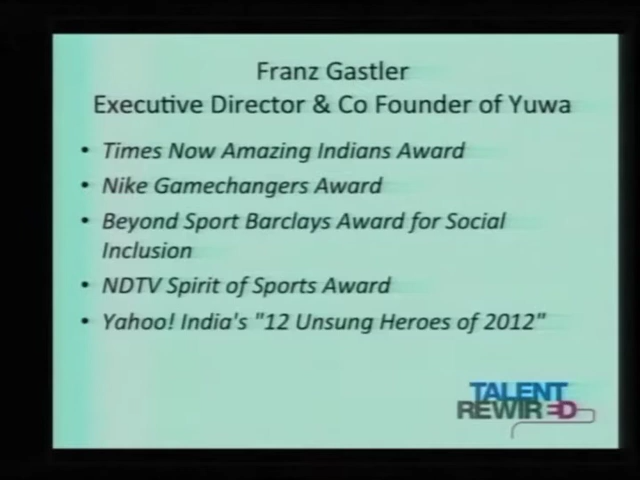 Franz Gastler
Executive Director & Co Founder of Yuwa
• Times Now Amazing Indians Award
• Nike Gamechangers Award
• Beyond Sport Barclays Award for Social
Inclusion
• NDTV Spirit of Sports Award
• Yahoo! India's "12 Unsung Heroes of 2012"
TALENT
REWIRED